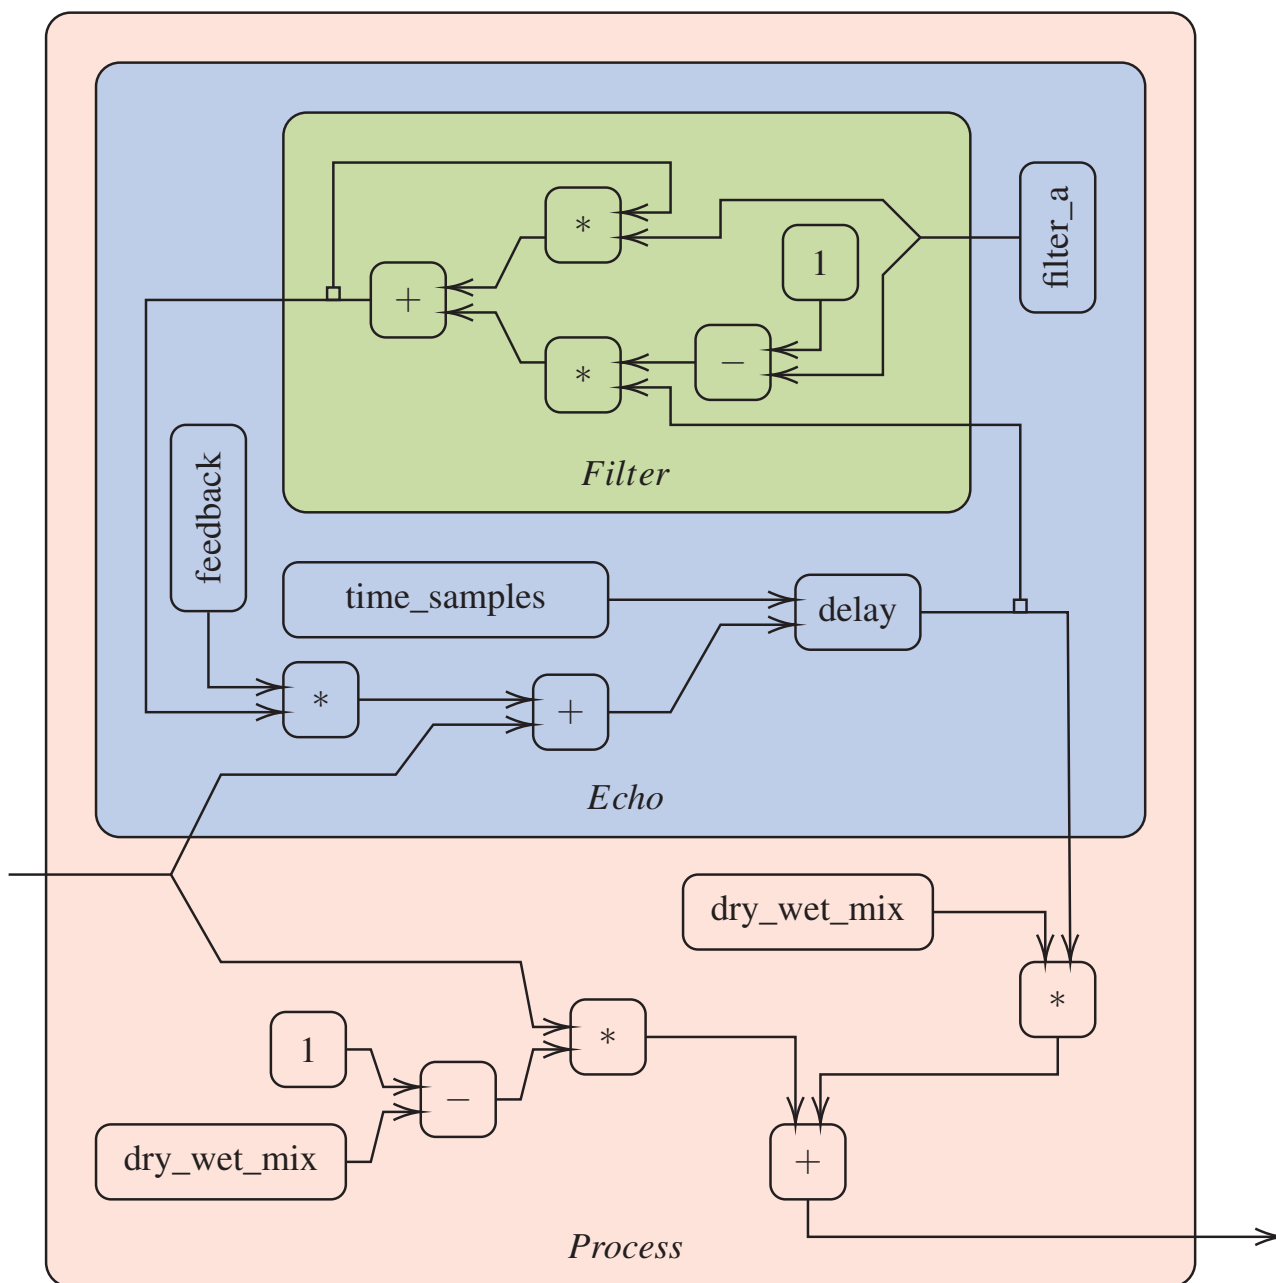 *
1
filter_a
+
*
−
Filter
feedback
time_samples
delay
*
+
Echo
dry_wet_mix
*
1
*
−
dry_wet_mix
+
Process